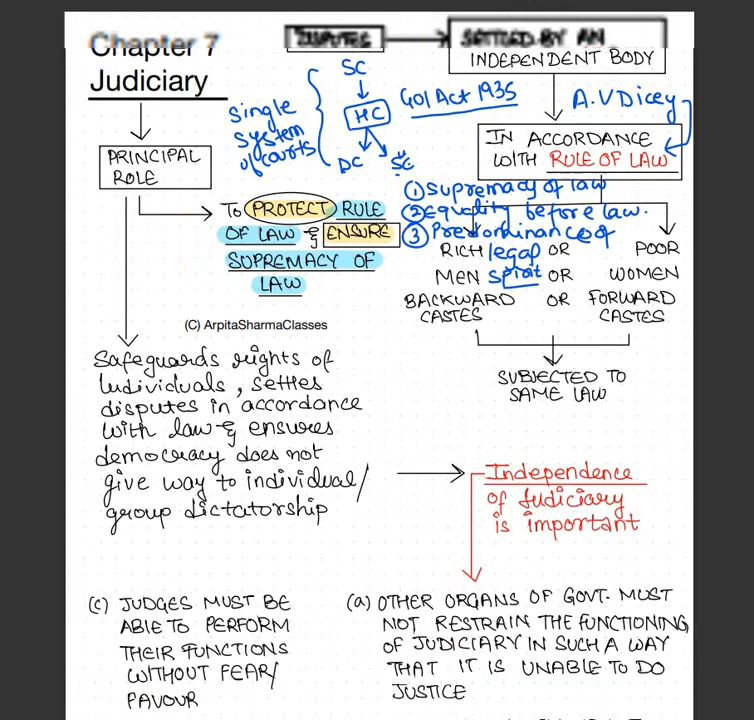 Chapter 7
Judiciary
DISPUTES
SETTLED BY AN
INDEPENDENT BODY
Single
system
of courts
SC
HC
DC
GOI Act 1935
A.V Dicey
IN ACCORDANCE
WITH RULE OF LAW
① Supremacy of law
② Equality before law.
③ Predominance of
legal
spirit
RICH OR POOR
MEN OR WOMEN
BACKWARD OR FORWARD
CASTES CASTES
SUBJECTED TO
SAME LAW
PRINCIPAL
ROLE
TO PROTECT RULE
OF LAW & ENSURE
SUPREMACY OF
LAW
(C) ArpitaSharmaClasses
Safeguards rights of
Individuals, settles
disputes in accordance
with law & ensures
democracy does not
give way to individual/
group dictatorship
Independence
of Judiciary
is important
(c) JUDGES MUST BE
ABLE TO PERFORM
THEIR FUNCTIONS
WITHOUT FEAR/
FAVOUR
(a) OTHER ORGANS OF GOVT. MUST
NOT RESTRAIN THE FUNCTIONING
OF JUDICIARY IN SUCH A WAY
THAT IT IS UNABLE TO DO
JUSTICE